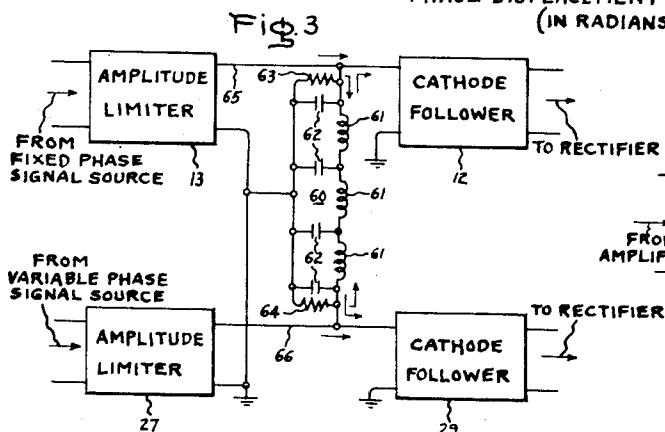 PHASE DISPLACEMENT
(IN RADIANS
Fig. 3
AMPLITUDE
LIMITER
65
63
CATHODE
FOLLOWER
62
61
FROM
FIXED PHASE
SIGNAL SOURCE
13
62
60
61
12
TO RECTIFIER
FROM
VARIABLE PHASE
SIGNAL SOURCE
62
61
FRO
AMPLIF
64
TO RECTIFIER
AMPLITUDE
LIMITER
66
CATHODE
FOLLOWER
27
29